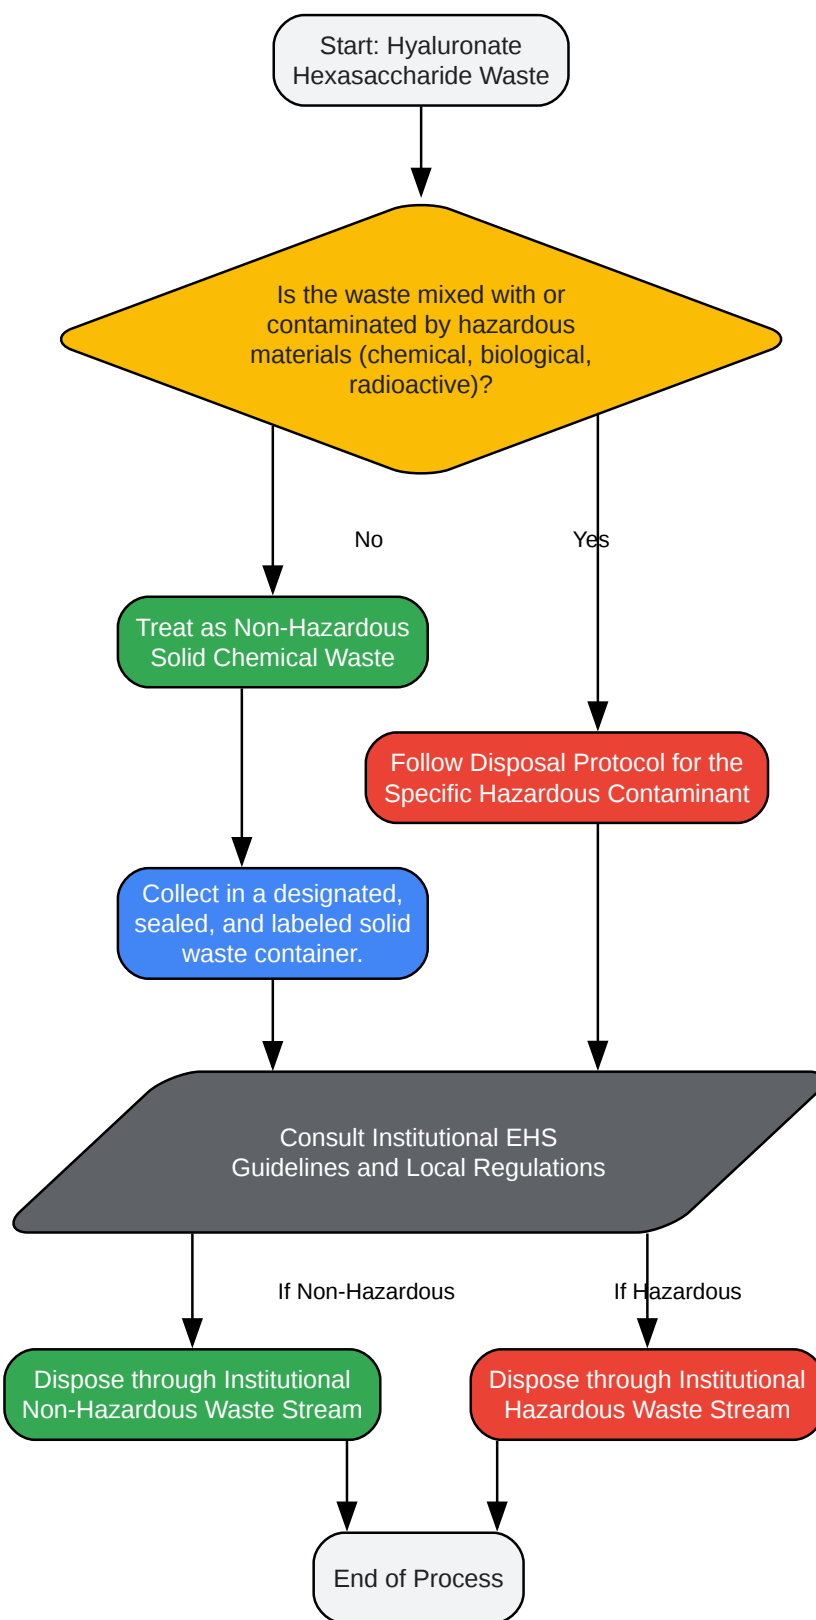 Start: Hyaluronate
Hexasaccharide Waste
Is the waste mixed with or
contaminated by hazardous
materials (chemical, biological,
radioactive)?
No
Yes
Treat as Non-Hazardous
Solid Chemical Waste
Follow Disposal Protocol for the
Specific Hazardous Contaminant
Collect in a designated,
sealed, and labeled solid
waste container.
Consult Institutional EHS
Guidelines and Local Regulations
If Non-Hazardous
If Hazardous
Dispose through Institutional
Non-Hazardous Waste Stream
Dispose through Institutional
Hazardous Waste Stream
End of Process